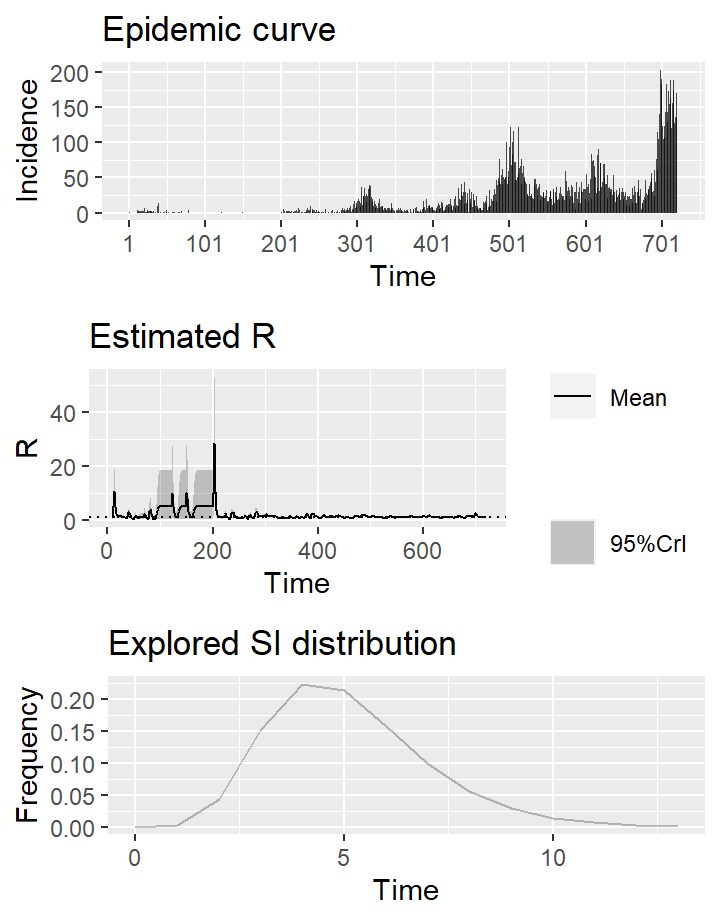 Epidemic curve
Incidence
200
150
100
50
0
1 101 201 301 401 501 601 701
Time
Estimated R
R
40
20
0
0 200 400 600
Time
Mean
95%CrI
Explored SI distribution
Frequency
0.20
0.15
0.10
0.05
0.00
0 5 10
Time